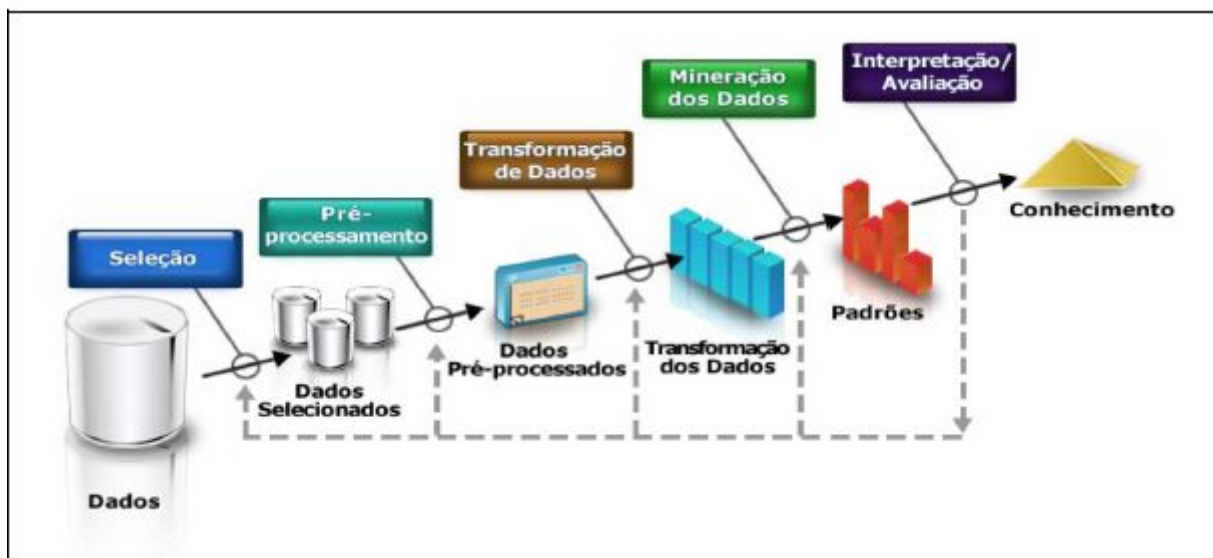 Seleção
Pré-
processamento
Transformação
de Dados
Mineração
dos Dados
Interpretação/
Avaliação
Dados
Dados
Selecionados
Dados
Pré-processados
Transformação
dos Dados
Padrões
Conhecimento